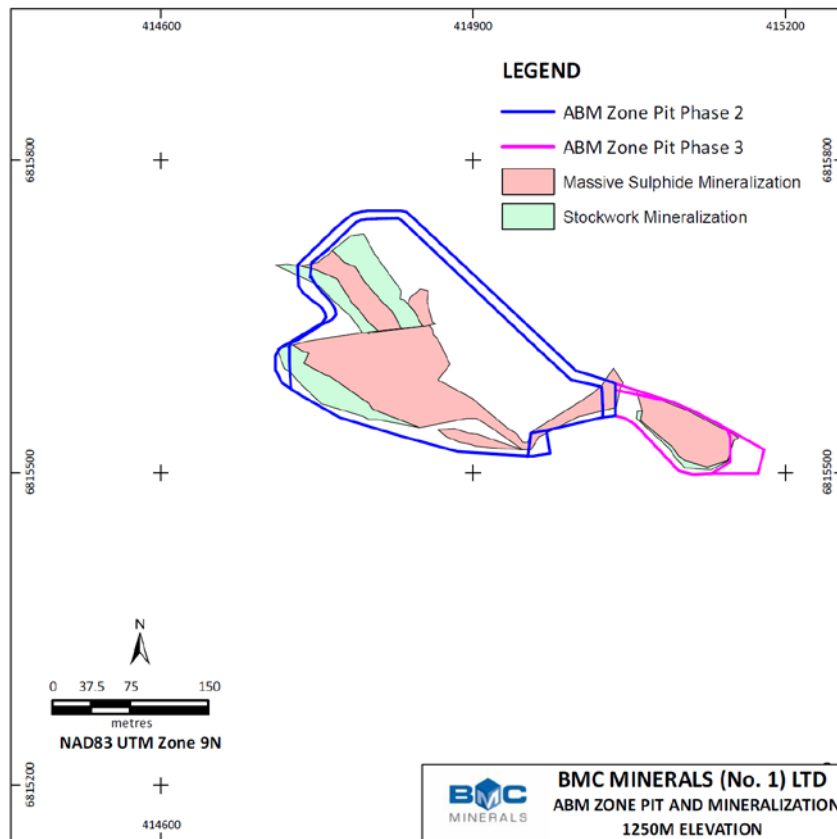 414600 414900 415200
LEGEND
ABM Zone Pit Phase 2
ABM Zone Pit Phase 3
Massive Sulphide Mineralization
Stockwork Mineralization
6815800 6815800
6815500 6815500
N
0 37.5 75 150
metres
NAD83 UTM Zone 9N
6815200
414600
BMC
MINERALS
BMC MINERALS (No. 1) LTD
ABM ZONE PIT AND MINERALIZATION
1250M ELEVATION